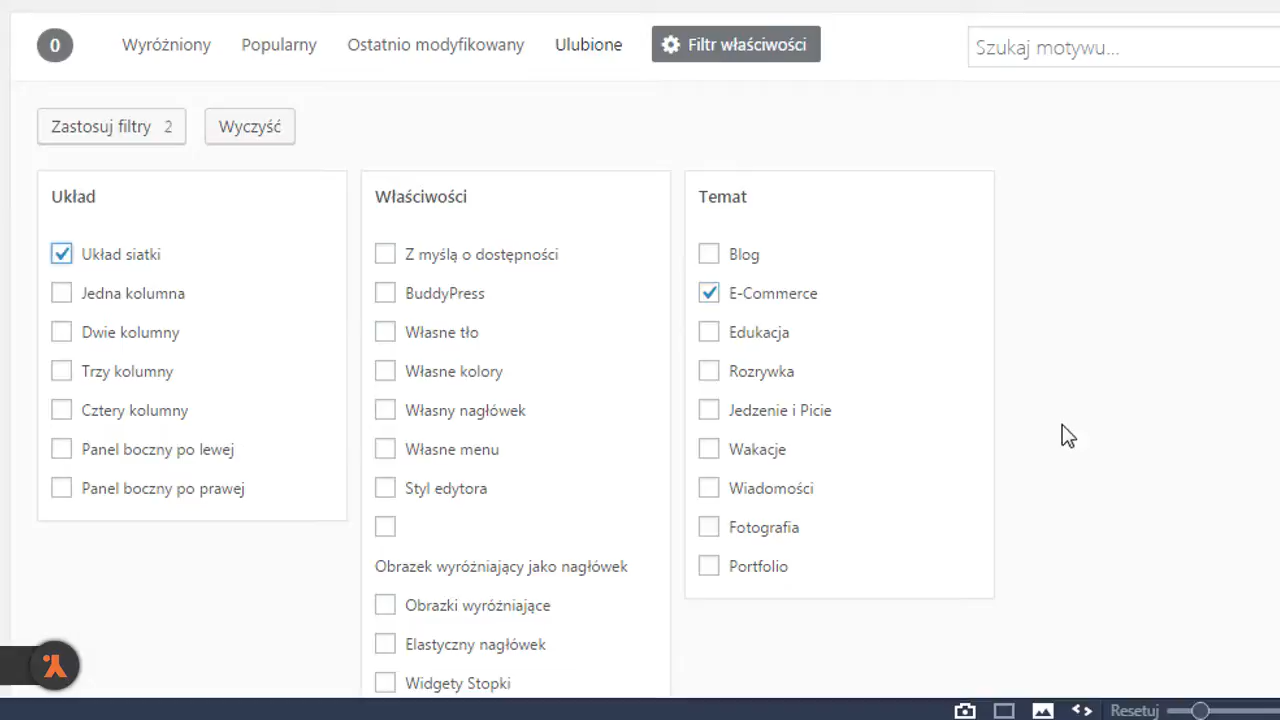 0
Wyróżniony
Popularny
Ostatnio modyfikowany
Ulubione
Filtr właściwości
Szukaj motywu...
Zastosuj filtry 2
Wyczyść
Układ
Układ siatki
Jedna kolumna
Dwie kolumny
Trzy kolumny
Cztery kolumny
Panel boczny po lewej
Panel boczny po prawej
Właściwości
Z myślą o dostępności
BuddyPress
Własne tło
Własne kolory
Własny nagłówek
Własne menu
Styl edytora
Obrazek wyróżniający jako nagłówek
Obrazki wyróżniające
Elastyczny nagłówek
Widgety Stopki
Temat
Blog
E-Commerce
Edukacja
Rozrywka
Jedzenie i Picie
Wakacje
Wiadomości
Fotografia
Portfolio
Resetuj